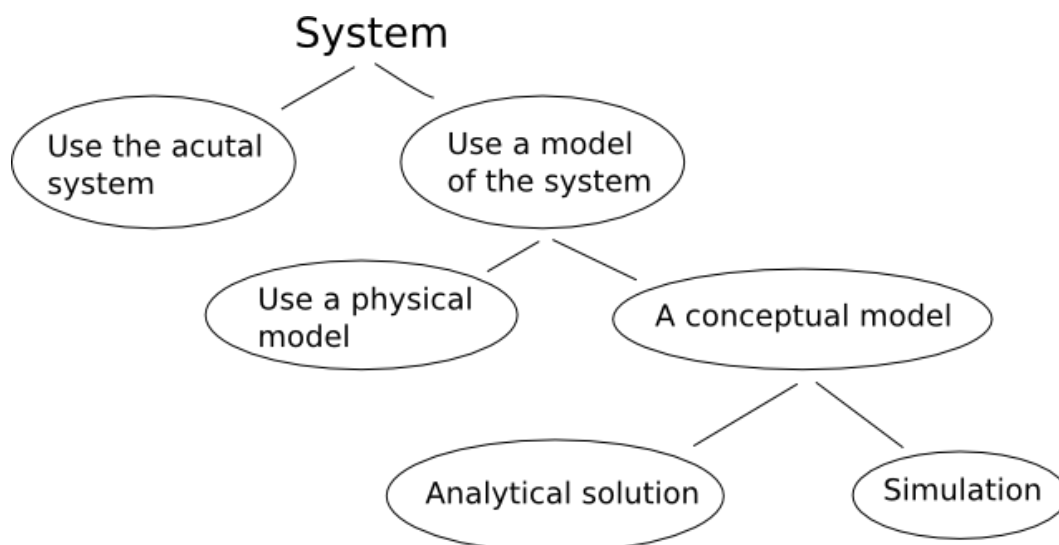 System
Use the acutal
system
Use a model
of the system
Use a physical
model
A conceptual model
Analytical solution
Simulation